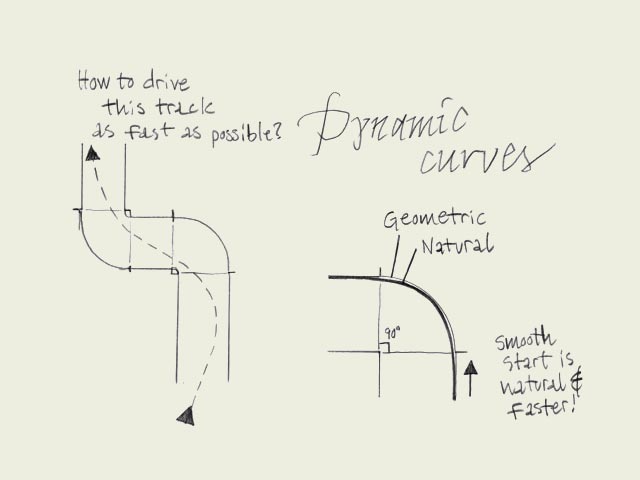 How to drive
this track
as fast as possible?
Dynamic
curves
Geometric
Natural
90°
Smooth
start is
natural &
faster!